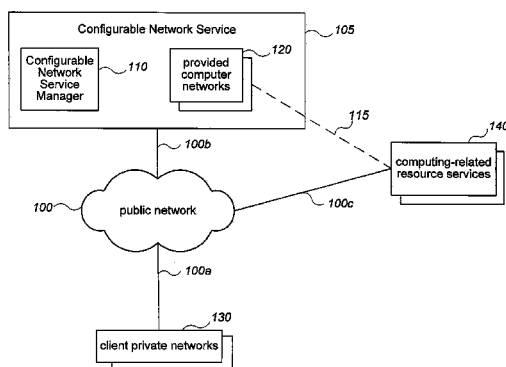 Configurable Network Service
105
Configurable
Network
Service
Manager
110
provided
computer
networks
120
115
140
computing-related
resource services
100b
100
public network
100c
100a
130
client private networks